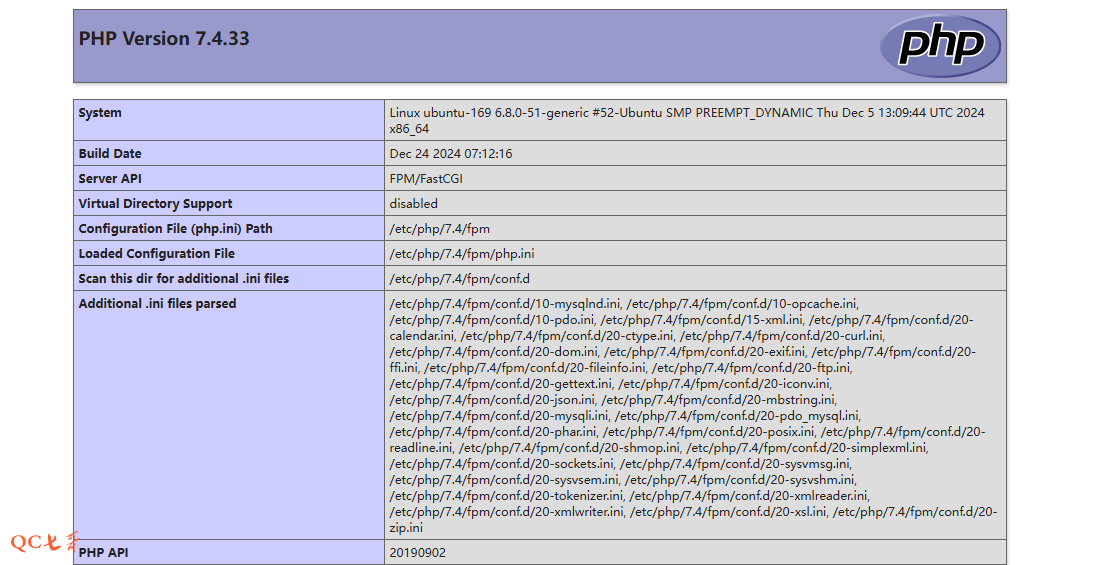 PHP Version 7.4.33
php
System
Linux ubuntu-169 6.8.0-51-generic #52-Ubuntu SMP PREEMPT_DYNAMIC Thu Dec 5 13:09:44 UTC 2024
x86_64
Build Date
Dec 24 2024 07:12:16
Server API
FPM/FastCGI
Virtual Directory Support
disabled
Configuration File (php.ini) Path
/etc/php/7.4/fpm
Loaded Configuration File
/etc/php/7.4/fpm/php.ini
Scan this dir for additional .ini files
/etc/php/7.4/fpm/conf.d
Additional .ini files parsed
/etc/php/7.4/fpm/conf.d/10-mysqlnd.ini, /etc/php/7.4/fpm/conf.d/10-opcache.ini,
/etc/php/7.4/fpm/conf.d/10-pdo.ini, /etc/php/7.4/fpm/conf.d/15-xml.ini, /etc/php/7.4/fpm/conf.d/20-
calendar.ini, /etc/php/7.4/fpm/conf.d/20-ctype.ini, /etc/php/7.4/fpm/conf.d/20-curl.ini,
/etc/php/7.4/fpm/conf.d/20-dom.ini, /etc/php/7.4/fpm/conf.d/20-exif.ini, /etc/php/7.4/fpm/conf.d/20-
ffi.ini, /etc/php/7.4/fpm/conf.d/20-fileinfo.ini, /etc/php/7.4/fpm/conf.d/20-ftp.ini,
/etc/php/7.4/fpm/conf.d/20-gettext.ini, /etc/php/7.4/fpm/conf.d/20-iconv.ini,
/etc/php/7.4/fpm/conf.d/20-json.ini, /etc/php/7.4/fpm/conf.d/20-mbstring.ini,
/etc/php/7.4/fpm/conf.d/20-mysqli.ini, /etc/php/7.4/fpm/conf.d/20-pdo_mysql.ini,
/etc/php/7.4/fpm/conf.d/20-phar.ini, /etc/php/7.4/fpm/conf.d/20-posix.ini, /etc/php/7.4/fpm/conf.d/20-
readline.ini, /etc/php/7.4/fpm/conf.d/20-shmop.ini, /etc/php/7.4/fpm/conf.d/20-simplexml.ini,
/etc/php/7.4/fpm/conf.d/20-sockets.ini, /etc/php/7.4/fpm/conf.d/20-sysvmsg.ini,
/etc/php/7.4/fpm/conf.d/20-sysvsem.ini, /etc/php/7.4/fpm/conf.d/20-sysvshm.ini,
/etc/php/7.4/fpm/conf.d/20-tokenizer.ini, /etc/php/7.4/fpm/conf.d/20-xmlreader.ini,
/etc/php/7.4/fpm/conf.d/20-xmlwriter.ini, /etc/php/7.4/fpm/conf.d/20-xsl.ini, /etc/php/7.4/fpm/conf.d/20-
zip.ini
QC七
PHP API
20190902